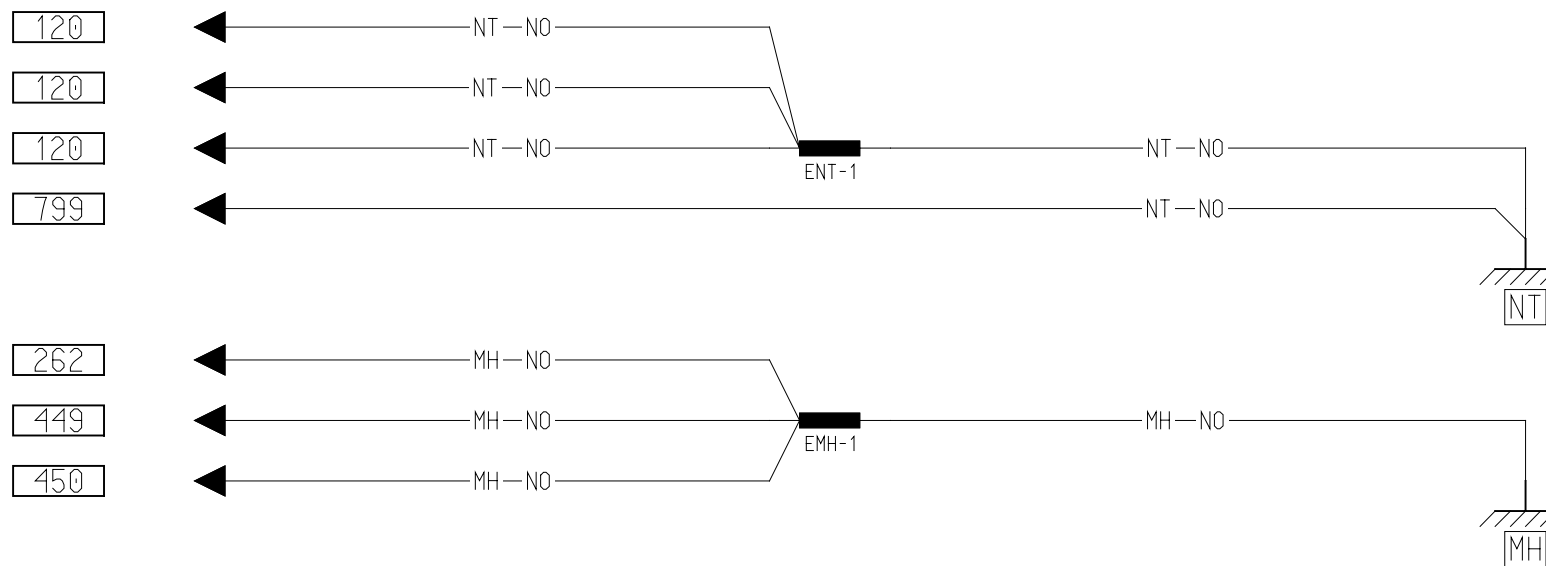 120 NT NO
120 NT NO
120 NT NO NT NO
ENT-1
799 NT NO
NT
262 MH NO
449 MH NO MH NO
EMH-1
450 MH NO
MH